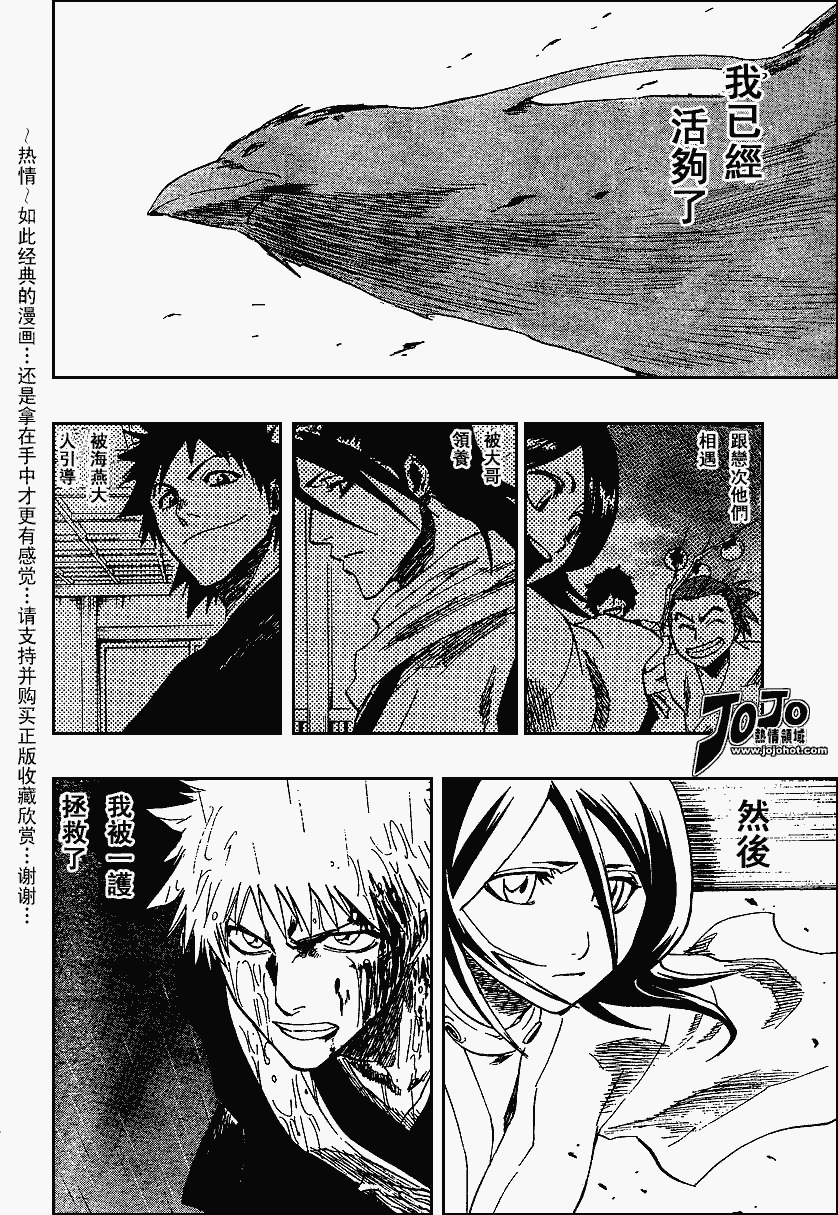 我已經
活夠了
跟戀次他們
相遇
被大哥
領養
被海燕大
人引導
JOJO
熱情領域
www.jojohot.com
然後
我被一護
拯救了
~热情~如此经典的漫画…还是拿在手中才更有感觉…请支持并购买正版收藏欣赏…谢谢…